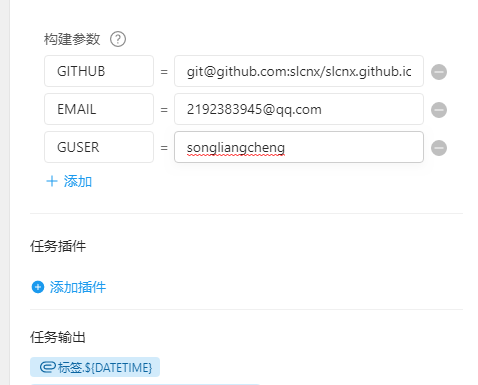 构建参数 ?
GITHUB = git@github.com:slcnx/slcnx.github.ic
EMAIL = 2192383945@qq.com
GUSER = songliangcheng
+ 添加
任务插件
添加插件
任务输出
标签.${DATETIME}